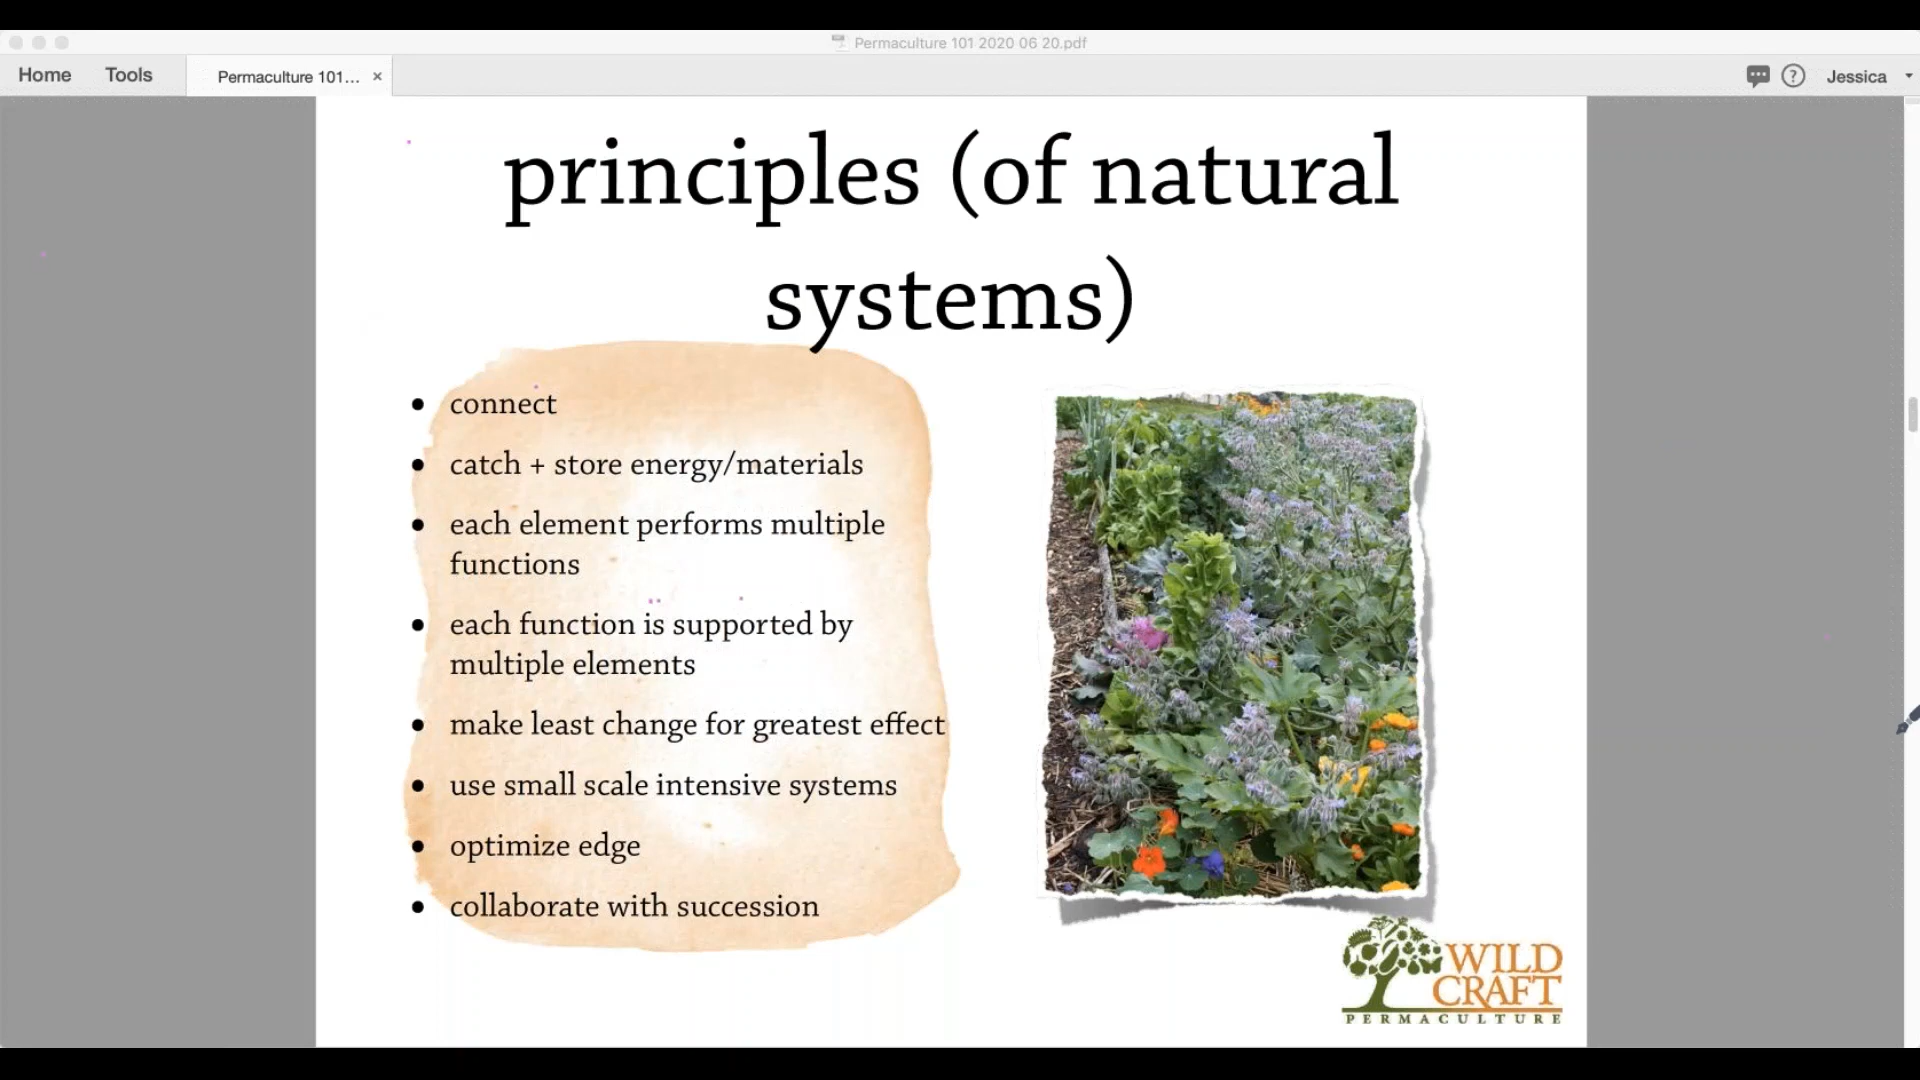 Permaculture 101 2020 06 20.pdf
Home Tools Permaculture 101... × ? Jessica
principles (of natural
systems)
• connect
• catch + store energy/materials
• each element performs multiple
functions
• each function is supported by
multiple elements
• make least change for greatest effect
• use small scale intensive systems
• optimize edge
• collaborate with succession
WILD
CRAFT
PERMACULTURE